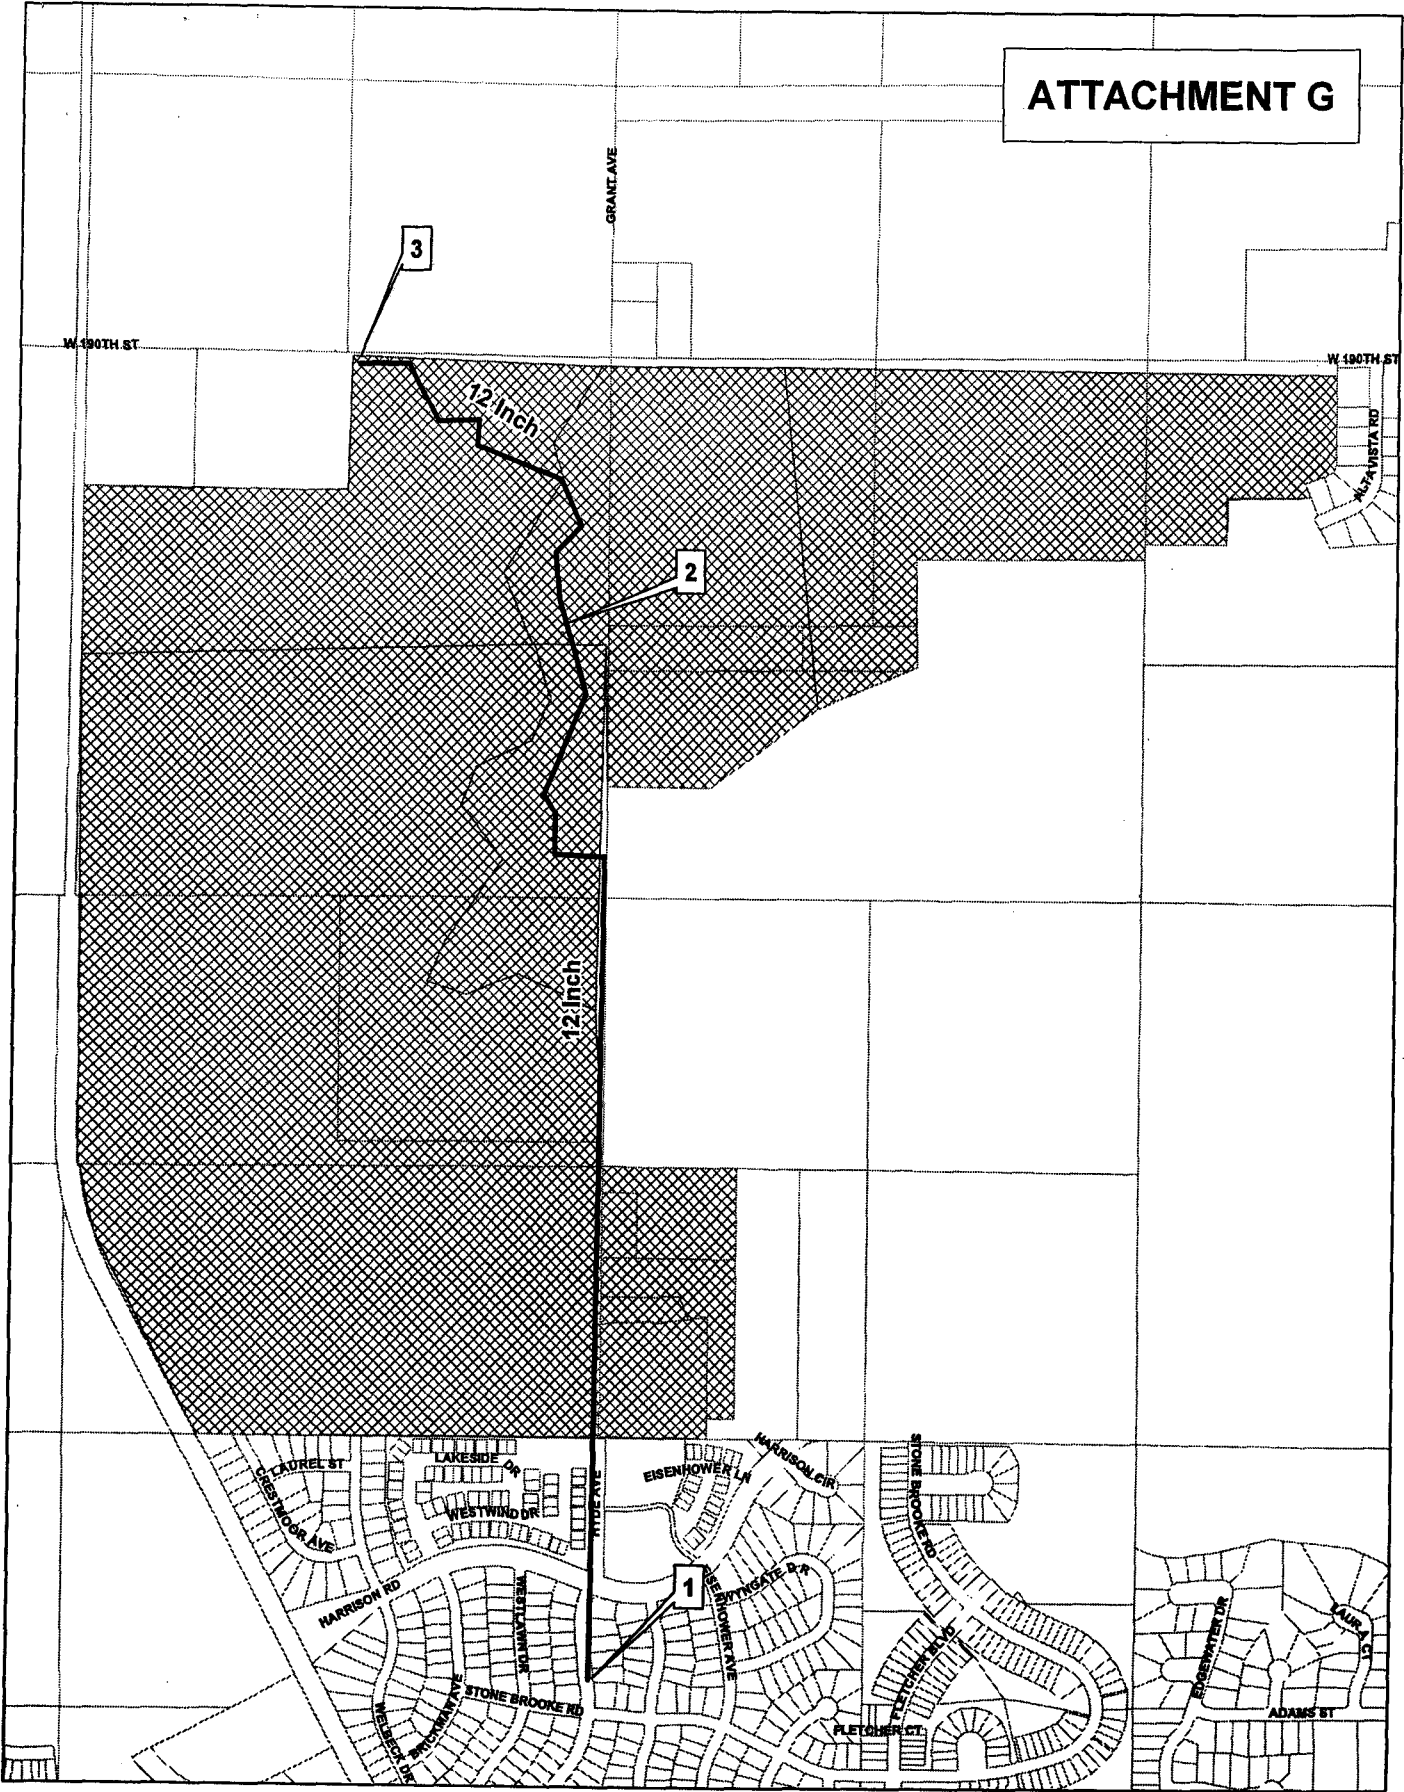 ATTACHMENT G
GRANT AVE
3
W 190TH ST
W 190TH ST
12 Inch
ALTA VISTA RD
2
12 Inch
LAUREL ST
CRESTMOOR AVE
LAKESIDE DR
WESTWIND DR
HYDE AVE
EISENHOWER LN
HARRISON CIR
STONE BROOKE RD
HARRISON RD
WESTLAWN DR
1
EISENHOWER AVE
WYNGATE DR
FLETCHER BLVD
EDGEWATER DR
LAURA CT
WELBECK DR
BRICKWAY AVE
STONE BROOKE RD
FLETCHER CT
ADAMS ST